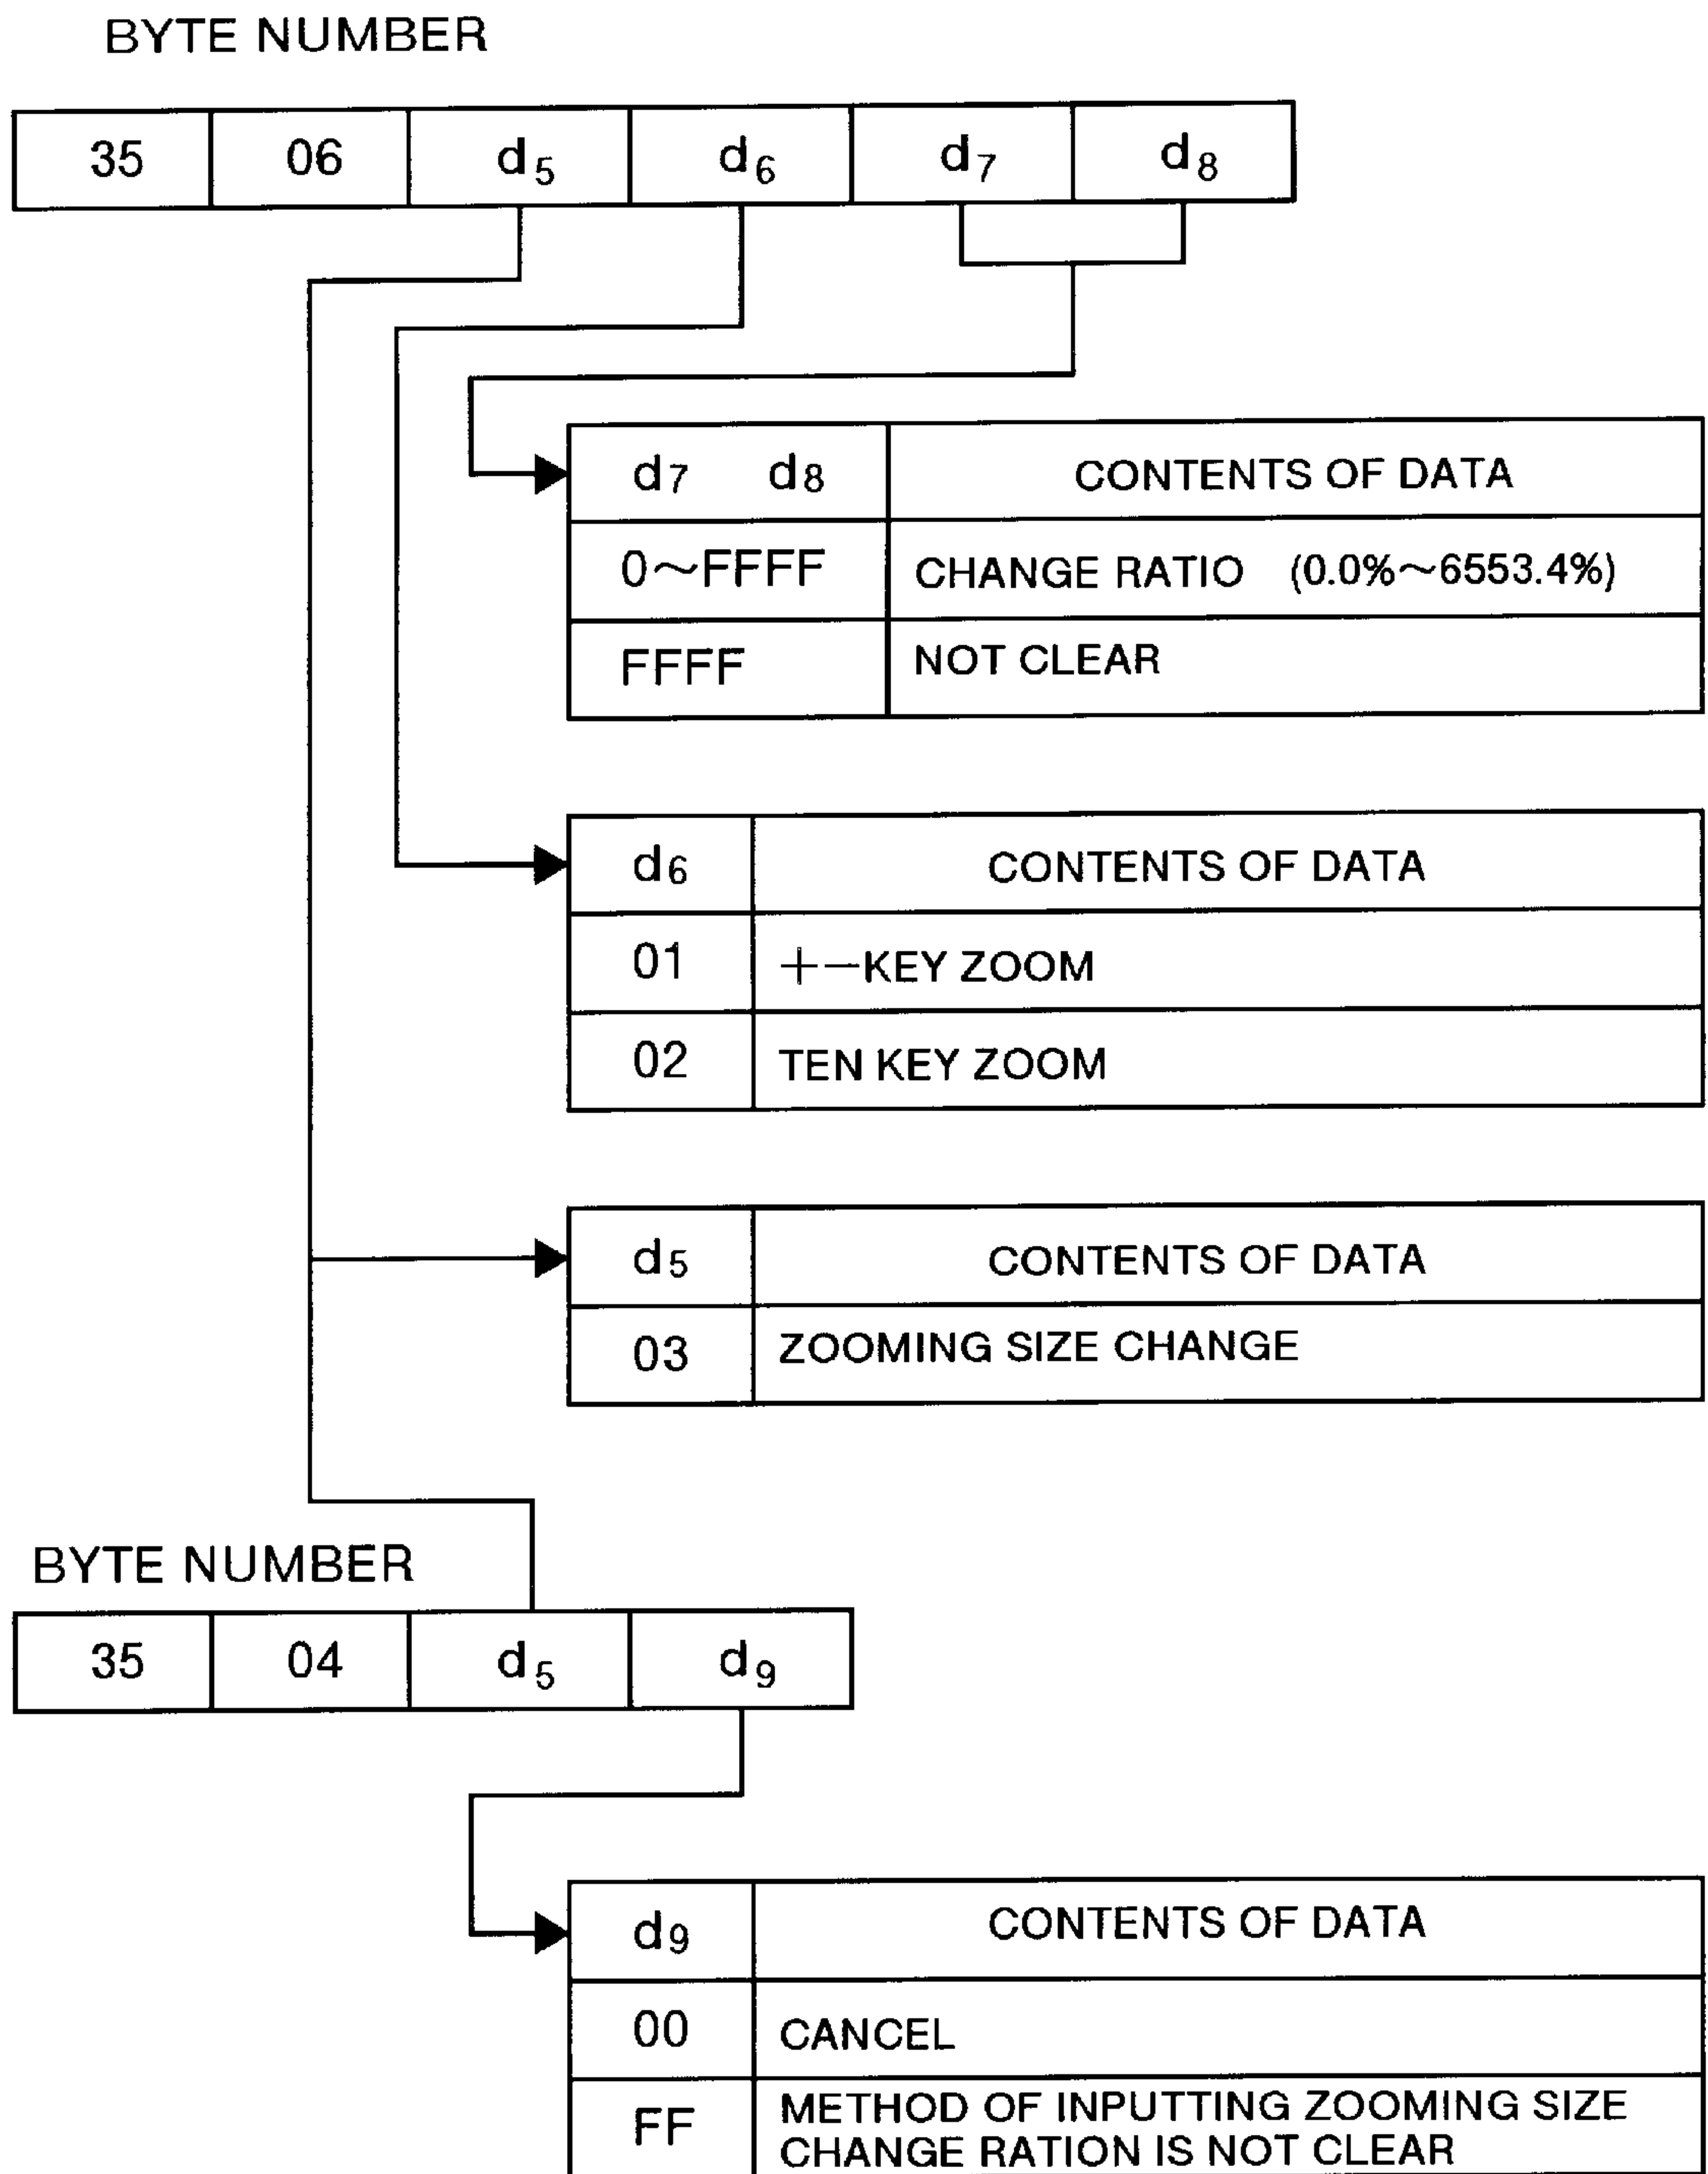 BYTE NUMBER
35 06 d5 d6 d7 d8
d7 d8 CONTENTS OF DATA
0~FFFF CHANGE RATIO (0.0%~6553.4%)
FFFF NOT CLEAR
d6 CONTENTS OF DATA
01 +−KEY ZOOM
02 TEN KEY ZOOM
d5 CONTENTS OF DATA
03 ZOOMING SIZE CHANGE
BYTE NUMBER
35 04 d5 d9
d9 CONTENTS OF DATA
00 CANCEL
FF METHOD OF INPUTTING ZOOMING SIZE
CHANGE RATION IS NOT CLEAR